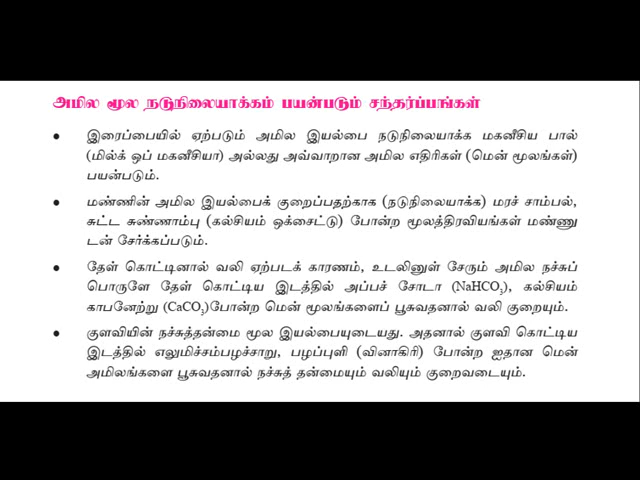 அமில மூல நடுநிலையாக்கம் பயன்படும் சந்தர்ப்பங்கள்
• இரைப்பையில் ஏற்படும் அமில இயல்பை நடுநிலையாக்க மகனீசிய பால்
(மில்க் ஒப் மகனீசியா) அல்லது அவ்வாறான அமில எதிரிகள் (மென் மூலங்கள்)
பயன்படும்.
• மண்ணின் அமில இயல்பைக் குறைப்பதற்காக (நடுநிலையாக்க) மரச் சாம்பல்,
சுட்ட சுண்ணாம்பு (கல்சியம் ஒக்சைட்டு) போன்ற மூலத்திரவியங்கள் மண்ணு
டன் சேர்க்கப்படும்.
• தேள் கொட்டினால் வலி ஏற்படக் காரணம், உடலினுள் சேரும் அமில நச்சுப்
பொருளே தேள் கொட்டிய இடத்தில் அப்பச் சோடா (NaHCO₃), கல்சியம்
காபனேற்று (CaCO₃)போன்ற மென் மூலங்களைப் பூசுவதனால் வலி குறையும்.
• குளவியின் நச்சுத்தன்மை மூல இயல்பையுடையது. அதனால் குளவி கொட்டிய
இடத்தில் எலுமிச்சம்பழச்சாறு, பழப்புளி (வினாகிரி) போன்ற ஐதான மென்
அமிலங்களை பூசுவதனால் நச்சுத் தன்மையும் வலியும் குறைவடையும்.